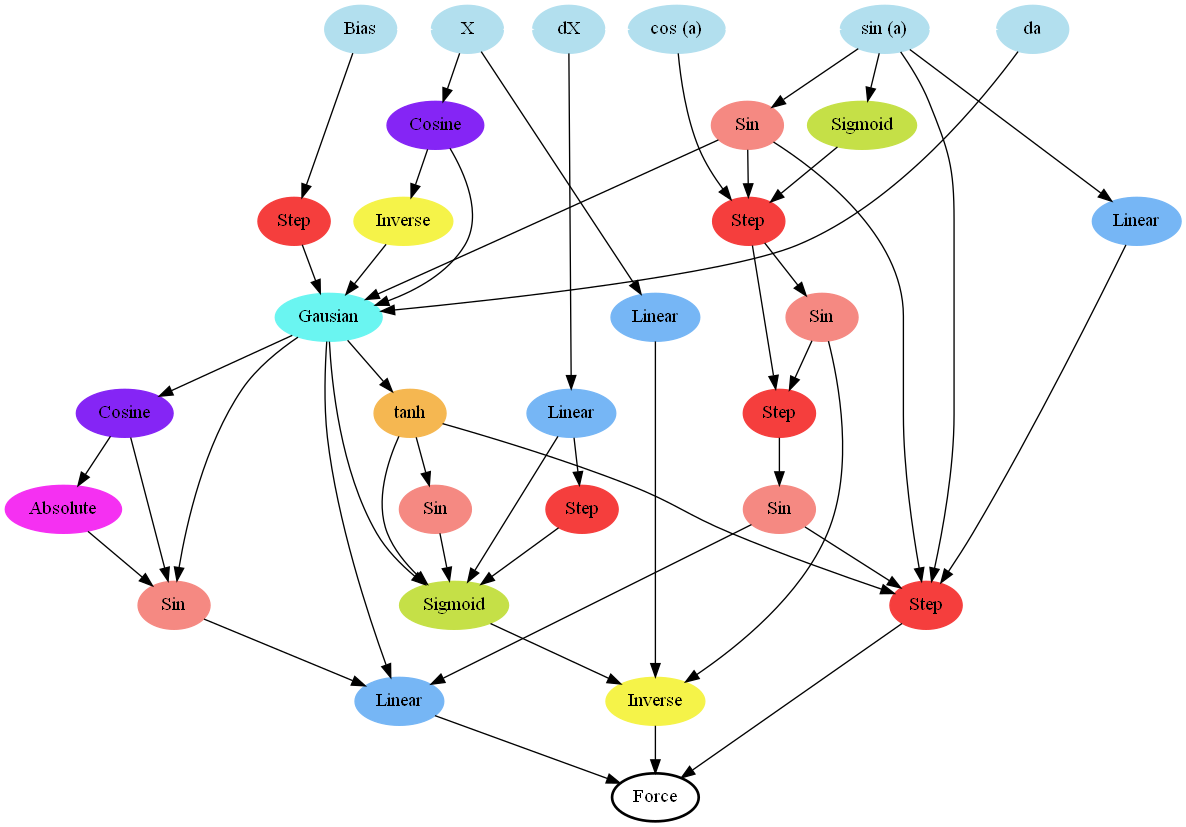 Bias
X
dX
cos (a)
sin (a)
da
Cosine
Sin
Sigmoid
Step
Inverse
Step
Linear
Gausian
Linear
Sin
Cosine
tanh
Linear
Step
Absolute
Sin
Step
Sin
Sin
Sigmoid
Step
Linear
Inverse
Force